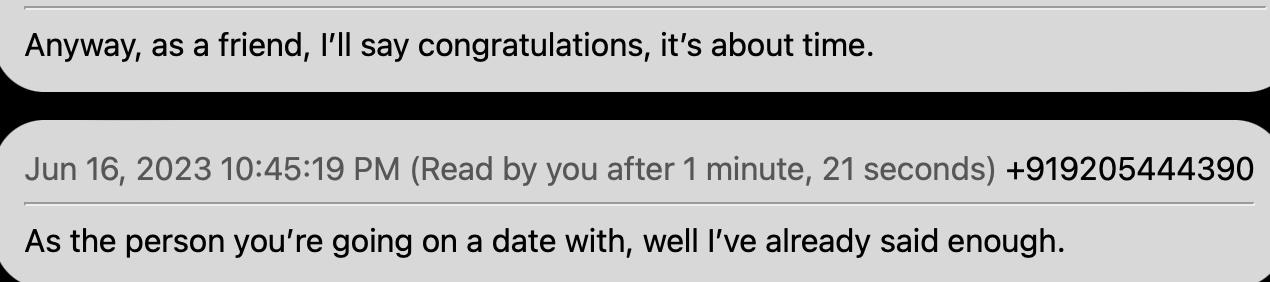 Anyway, as a friend, I’ll say congratulations, it’s about time.
Jun 16, 2023 10:45:19 PM (Read by you after 1 minute, 21 seconds) +919205444390
As the person you’re going on a date with, well I’ve already said enough.